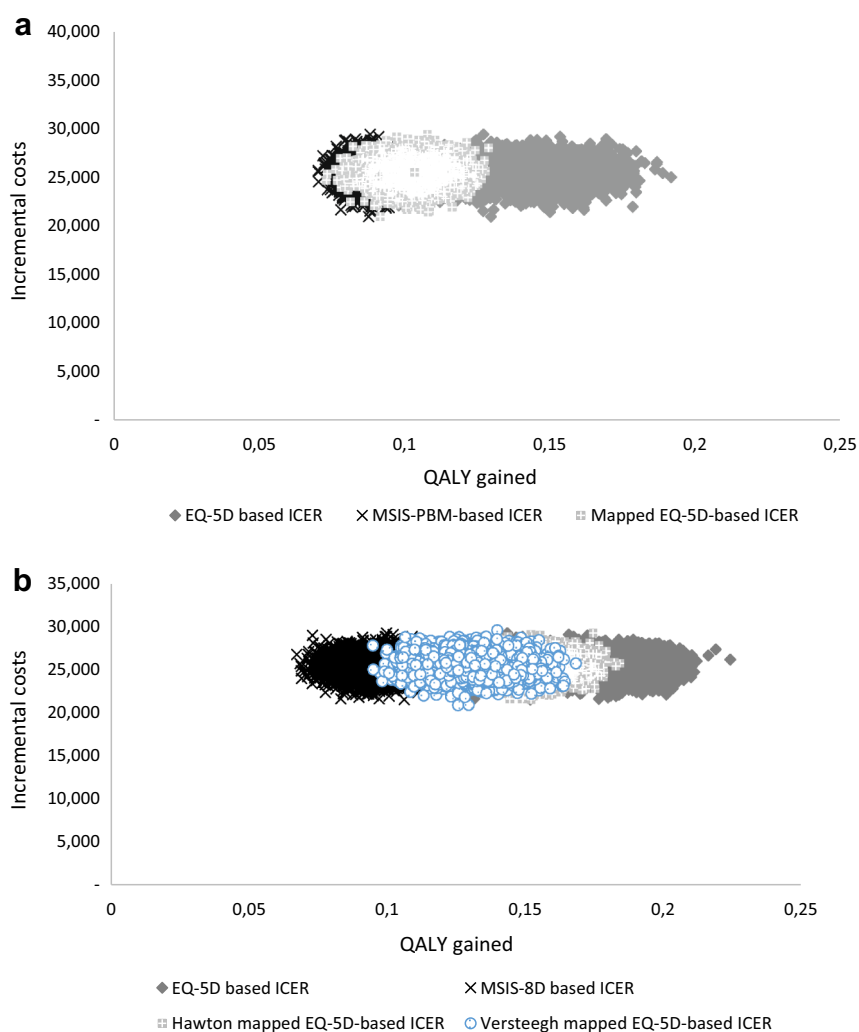 a
40,000
35,000
30,000
25,000
20,000
15,000
10,000
5,000
-
Incremental costs
0 0,05 0,1 0,15 0,2 0,25
QALY gained
EQ-5D based ICER MSIS-PBM-based ICER Mapped EQ-5D-based ICER
b
35,000
30,000
25,000
20,000
15,000
10,000
5,000
-
Incremental costs
0 0,05 0,1 0,15 0,2 0,25
QALY gained
EQ-5D based ICER MSIS-8D based ICER
Hawton mapped EQ-5D-based ICER Versteegh mapped EQ-5D-based ICER